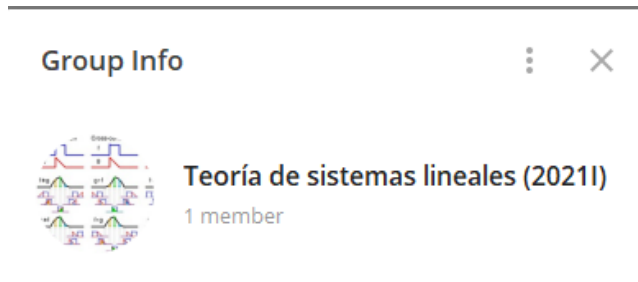 Group Info
Teoría de sistemas lineales (2021I)
1 member